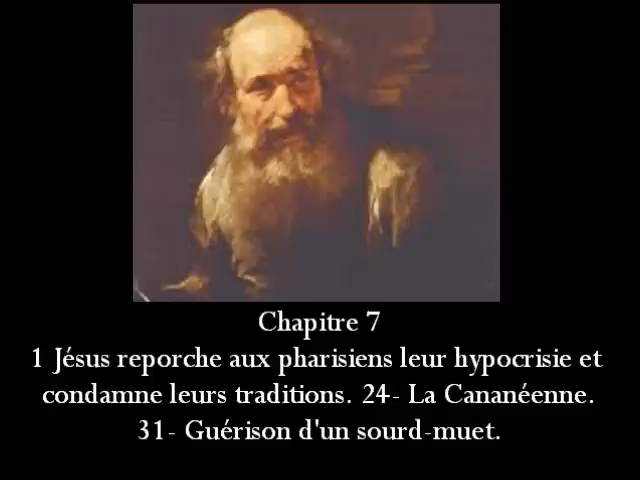 Chapitre 7
1 Jésus reporche aux pharisiens leur hypocrisie et
condamne leurs traditions. 24- La Cananéenne.
31- Guérison d'un sourd-muet.